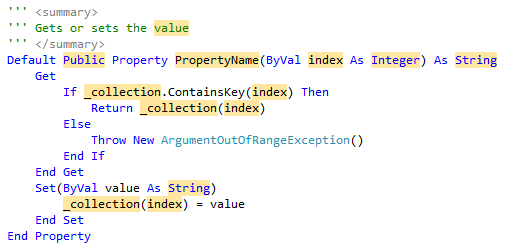 ''' <summary>
''' Gets or sets the value
''' </summary>
Default Public Property PropertyName(ByVal index As Integer) As String
    Get
        If _collection.ContainsKey(index) Then
            Return _collection(index)
        Else
            Throw New ArgumentOutOfRangeException()
        End If
    End Get
    Set(ByVal value As String)
        _collection(index) = value
    End Set
End Property